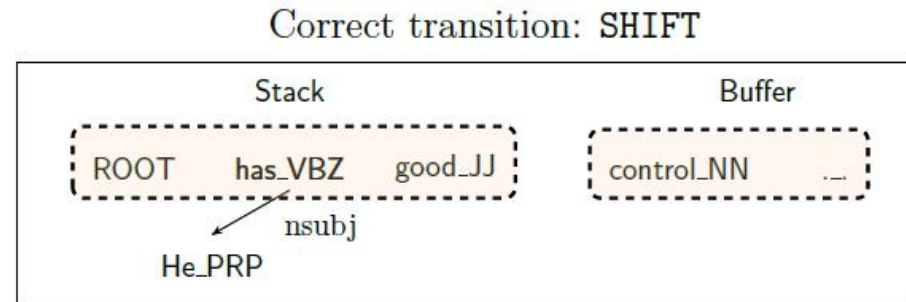 Correct transition: SHIFT
Stack Buffer
ROOT has_VBZ good_JJ control_NN ._.
nsubj
He_PRP